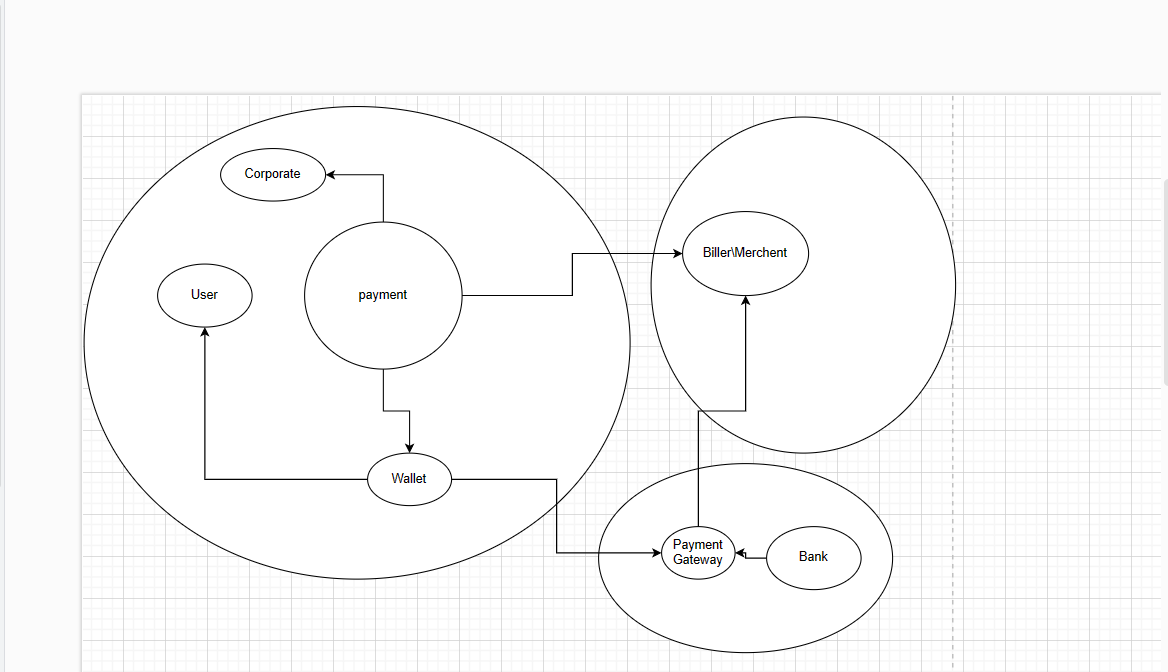 Corporate
Biller\Merchent
User
payment
Wallet
Payment
Gateway
Bank